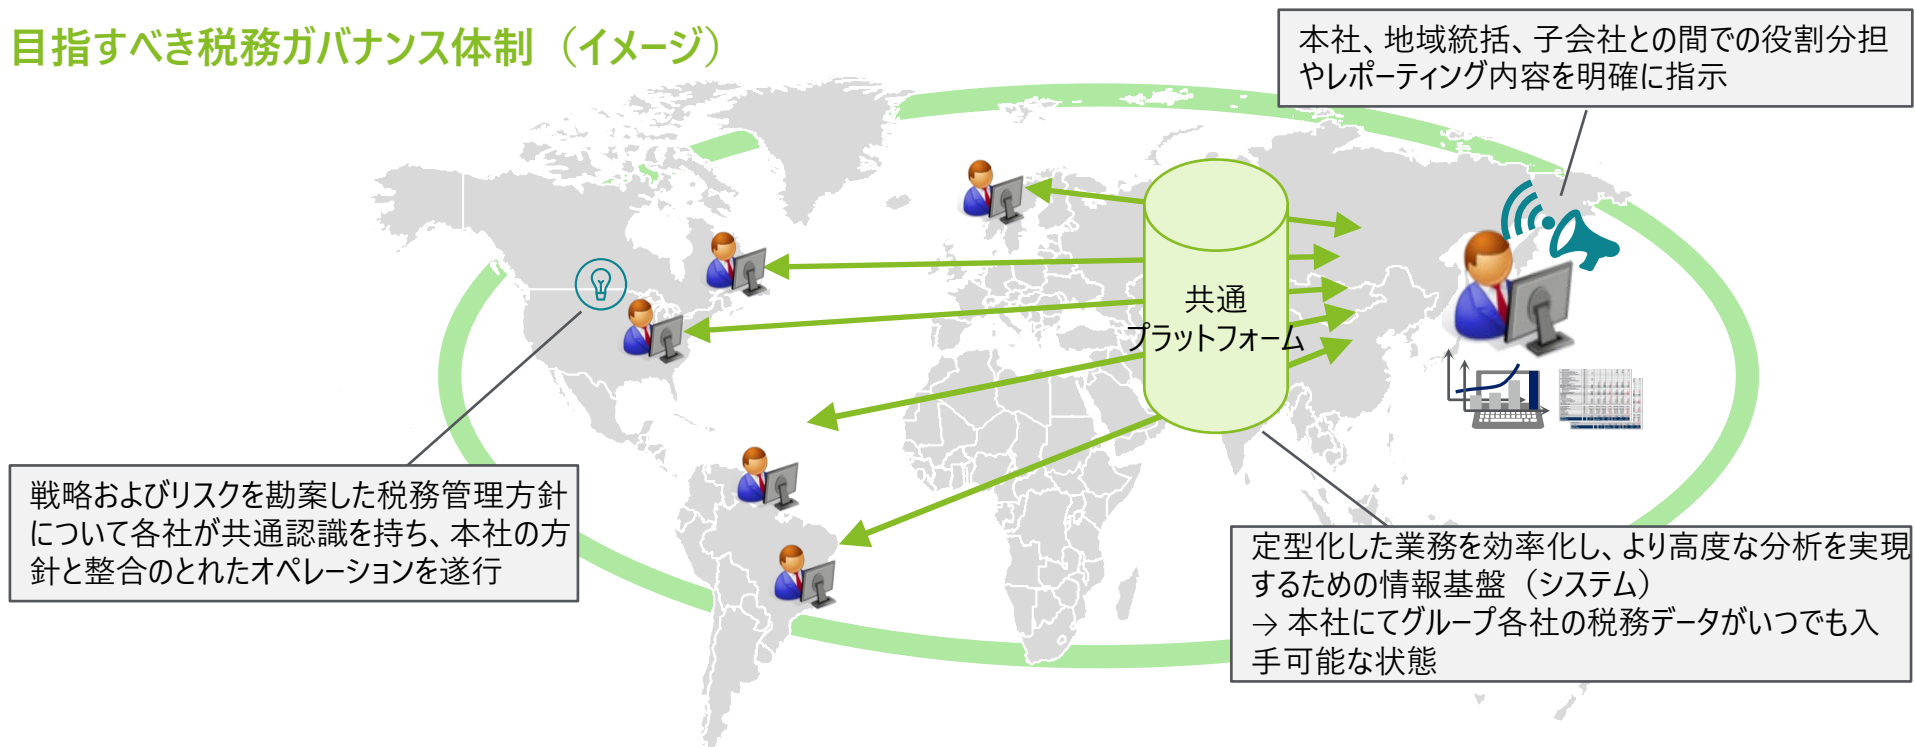 目指すべき税務ガバナンス体制（イメージ）
本社、地域統括、子会社との間での役割分担
やレポーティング内容を明確に指示
共通
プラットフォーム
戦略およびリスクを勘案した税務管理方針
について各社が共通認識を持ち、本社の方
針と整合のとれたオペレーションを遂行
定型化した業務を効率化し、より高度な分析を実現
するための情報基盤（システム）
→ 本社にてグループ各社の税務データがいつでも入
手可能な状態